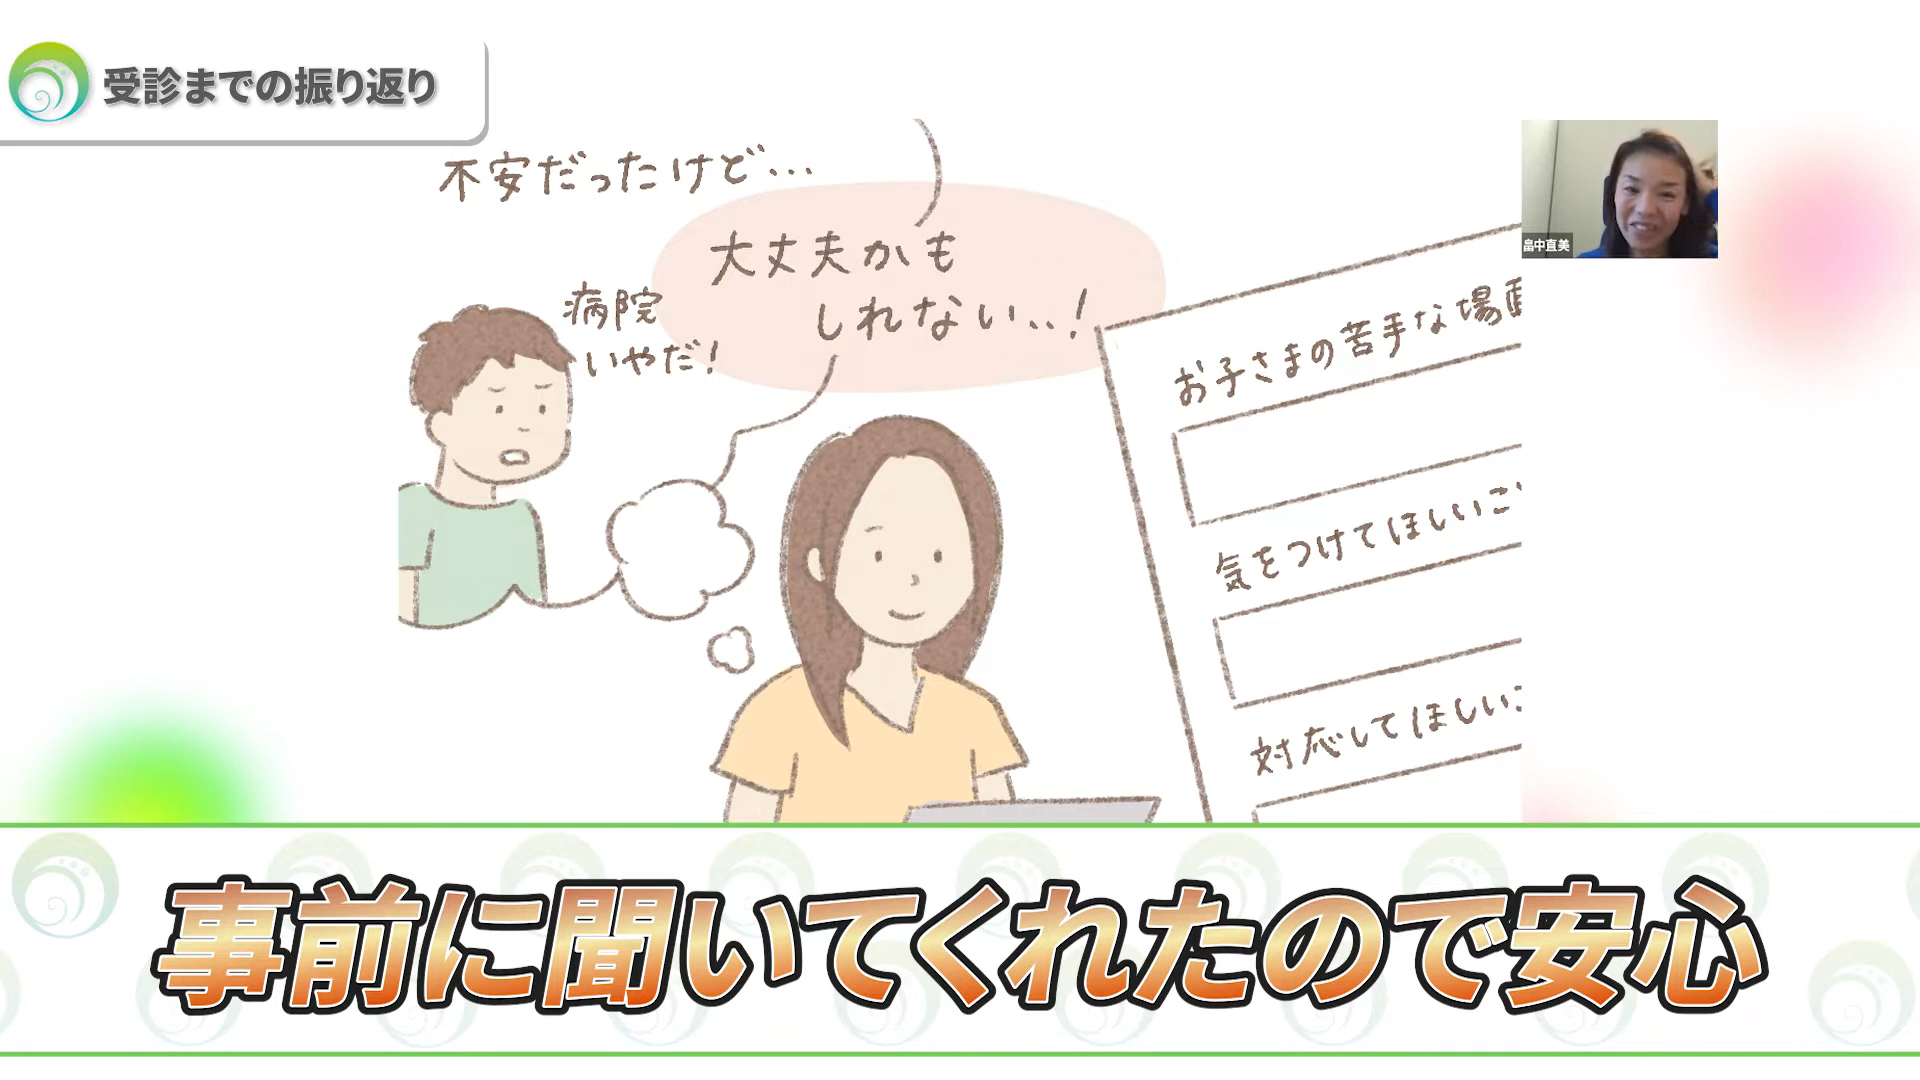 受診までの振り返り
不安だったけど...
大丈夫かも
しれない..!
病院
いやだ!
お子さまの苦手な場
気をつけてほしいこ
対応してほしい
畠中直美
事前に聞いてくれたので安心